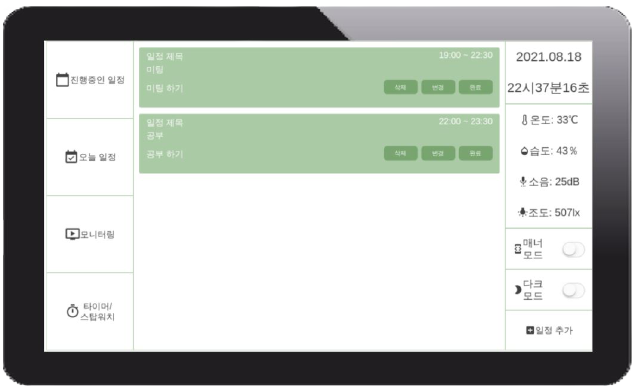 진행중인 일정
오늘 일정
모니터링
타이머/
스탑워치
일정 제목
19:00 ~ 22:30
미팅
미팅 하기
삭제
변경
완료
일정 제목
22:00 ~ 23:30
공부
공부 하기
삭제
변경
완료
2021.08.18
22시37분16초
온도: 33℃
습도: 43%
소음: 25dB
조도: 507lx
매너
모드
다크
모드
일정 추가